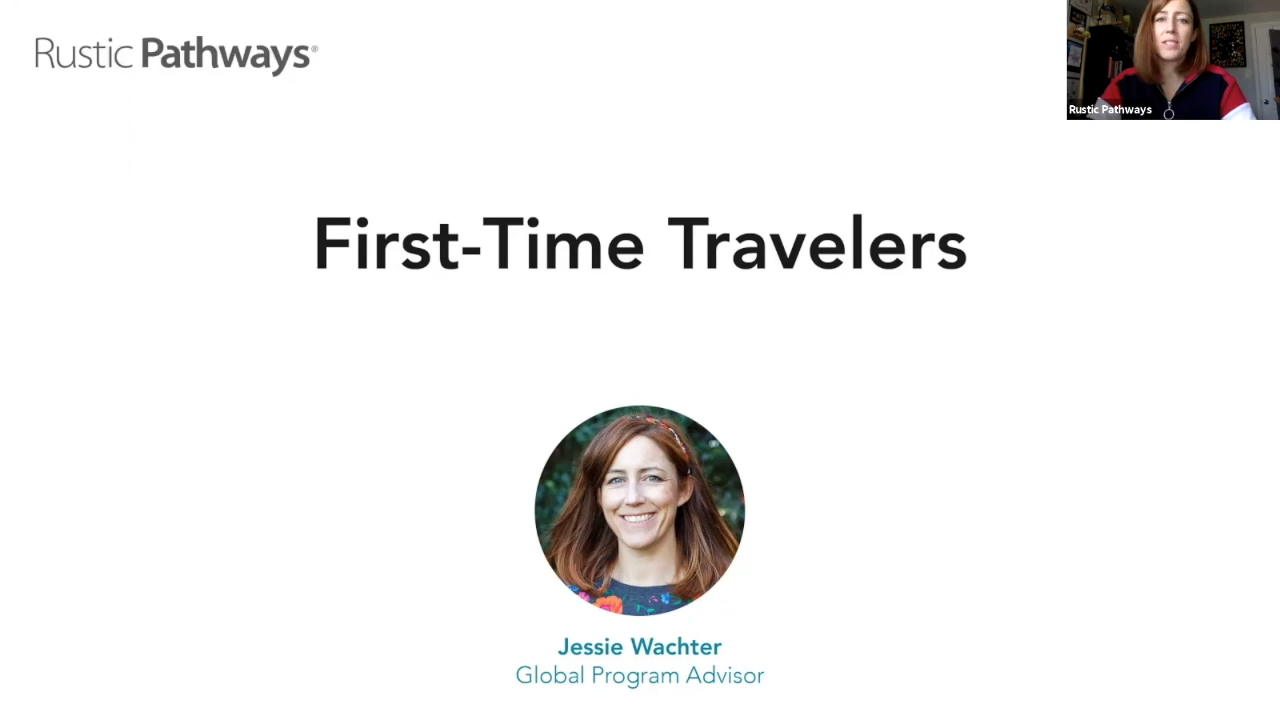 Rustic Pathways®
Rustic Pathways
First-Time Travelers
Jessie Wachter
Global Program Advisor